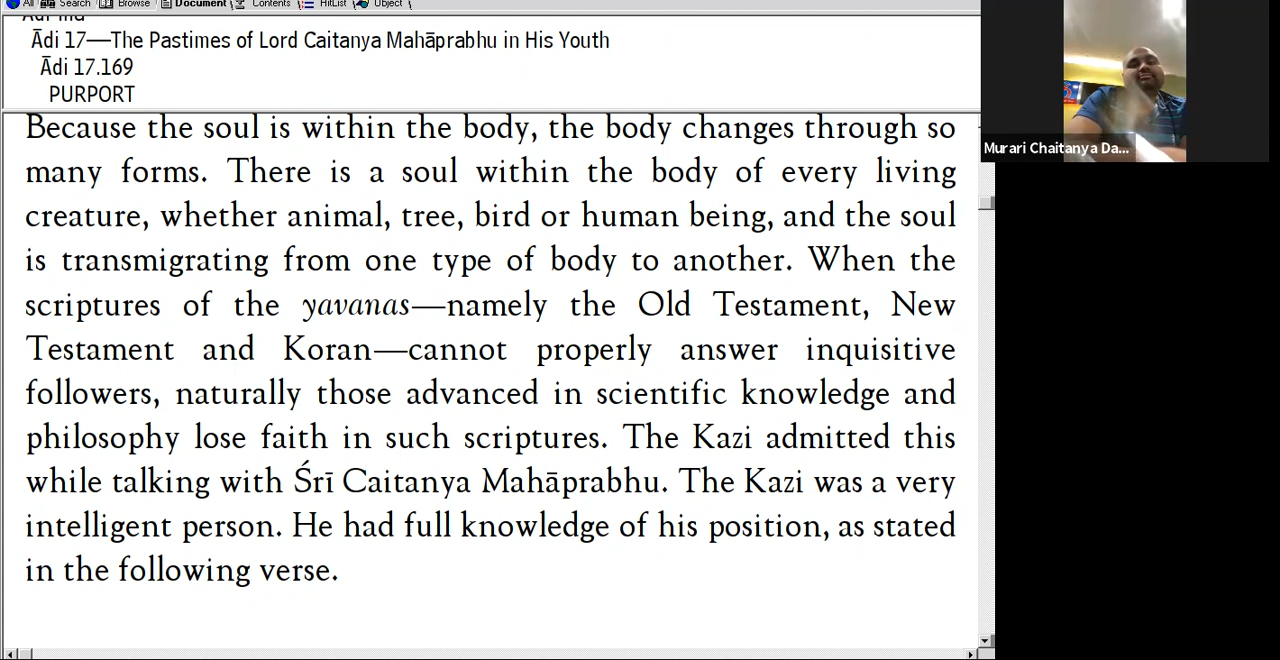 All Search Browse Document Contents HitList Object
Ādi 17—The Pastimes of Lord Caitanya Mahāprabhu in His Youth
Ādi 17.169
PURPORT
Because the soul is within the body, the body changes through so
many forms. There is a soul within the body of every living
creature, whether animal, tree, bird or human being, and the soul
is transmigrating from one type of body to another. When the
scriptures of the yavanas—namely the Old Testament, New
Testament and Koran—cannot properly answer inquisitive
followers, naturally those advanced in scientific knowledge and
philosophy lose faith in such scriptures. The Kazi admitted this
while talking with Śrī Caitanya Mahāprabhu. The Kazi was a very
intelligent person. He had full knowledge of his position, as stated
in the following verse.
Murari Chaitanya Da...